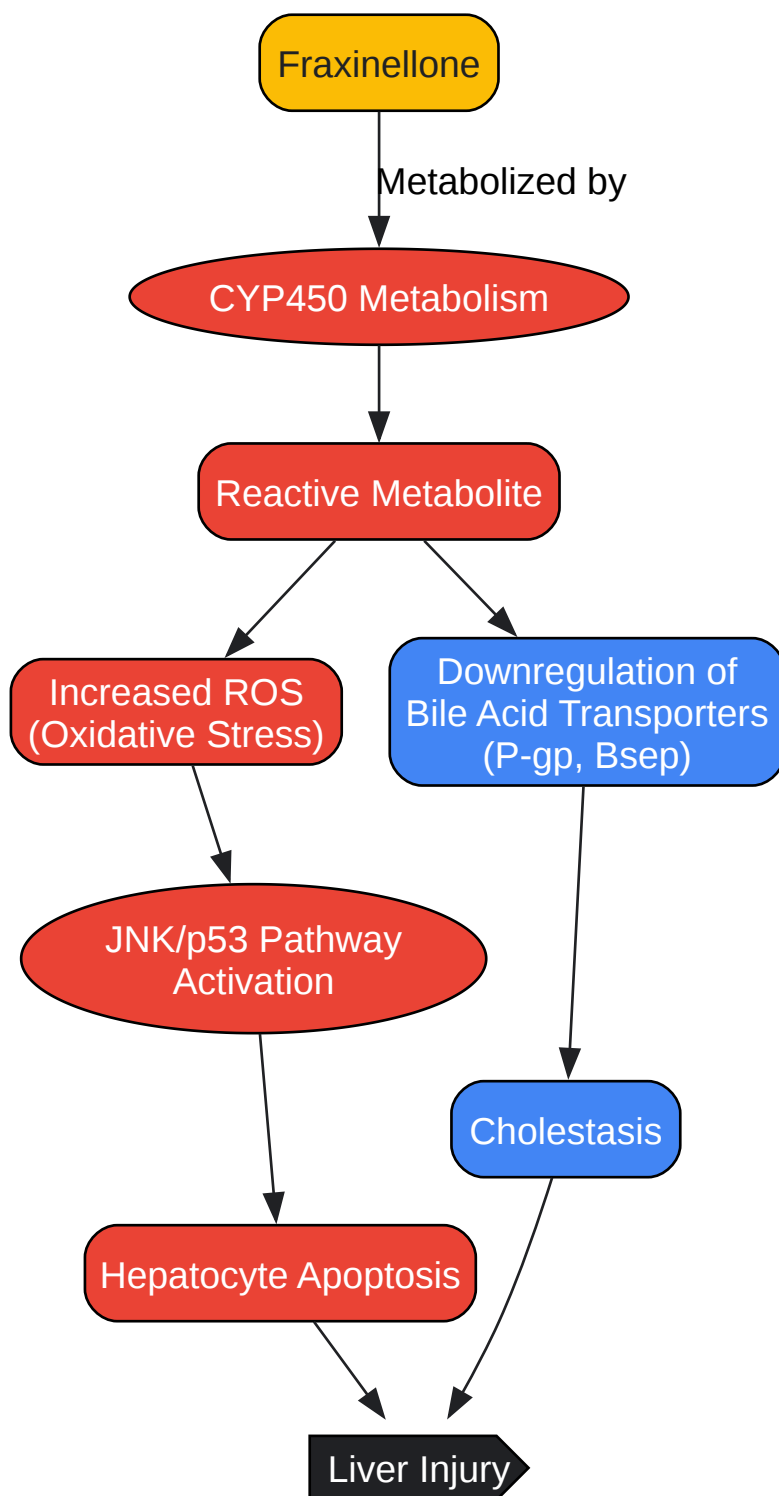 Fraxinellone
Metabolized by
CYP450 Metabolism
Reactive Metabolite
Increased ROS
(Oxidative Stress)
Downregulation of
Bile Acid Transporters
(P-gp, Bsep)
JNK/p53 Pathway
Activation
Cholestasis
Hepatocyte Apoptosis
Liver Injury